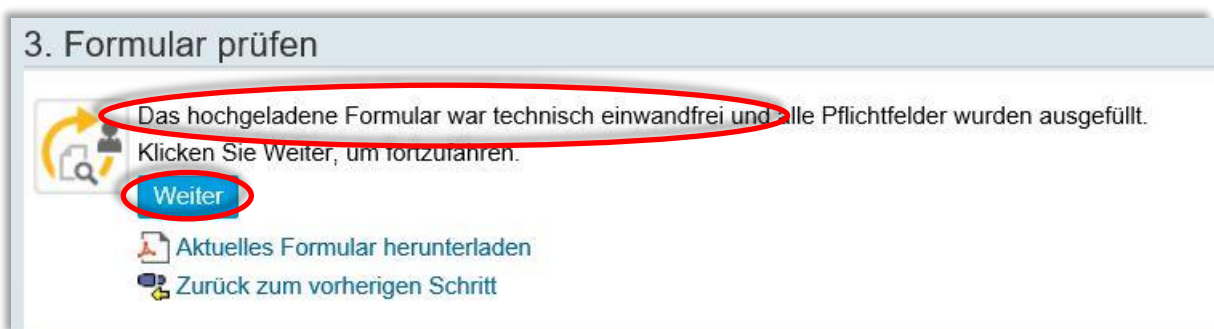 3. Formular prüfen
Das hochgeladene Formular war technisch einwandfrei und alle Pflichtfelder wurden ausgefüllt.
Klicken Sie Weiter, um fortzufahren.
Weiter
Aktuelles Formular herunterladen
Zurück zum vorherigen Schritt